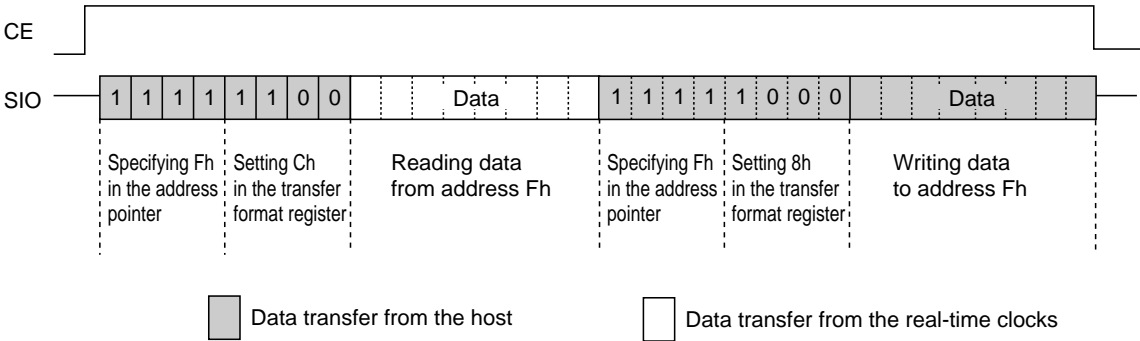 CE
SIO 1 1 1 1 1 1 0 0 Data 1 1 1 1 1 0 0 0 Data
Specifying Fh
in the address
pointer
Setting Ch
in the transfer
format register
Reading data
from address Fh
Specifying Fh
in the address
pointer
Setting 8h
in the transfer
format register
Writing data
to address Fh
Data transfer from the host
Data transfer from the real-time clocks